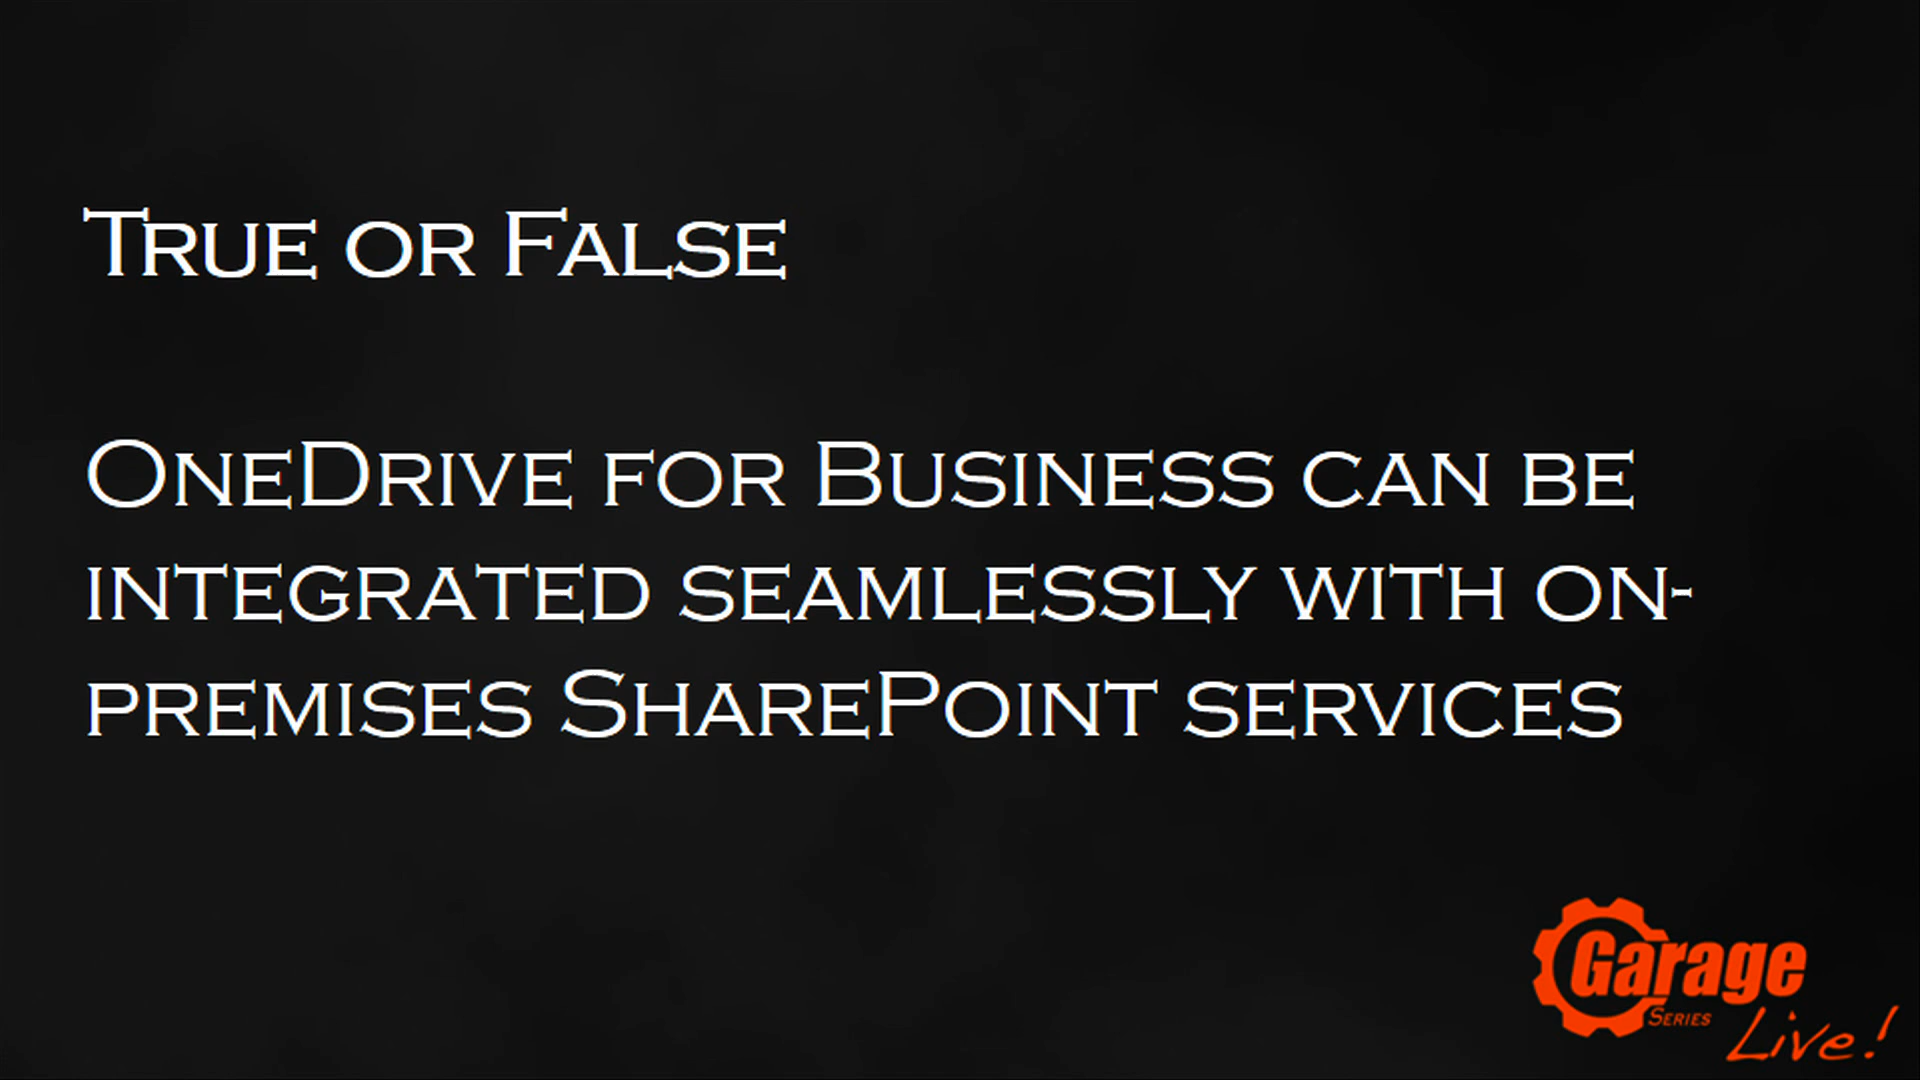 True or False
OneDrive for Business can be
integrated seamlessly with on-
premises SharePoint services
Garage
Series
Live!